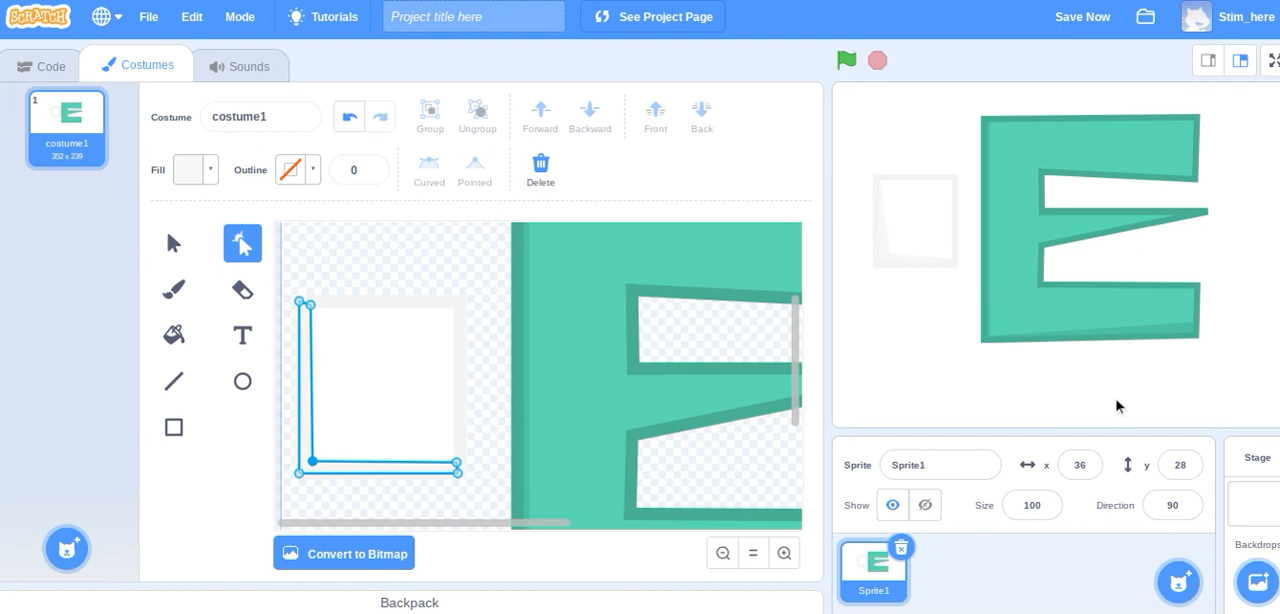 SCRATCH File Edit Mode Tutorials Project title here See Project Page Save Now Stim_here
Code Costumes Sounds
1
costume1
352 x 239
Costume costume1 Group Ungroup Forward Backward Front Back
Fill Outline 0 Curved Pointed Delete
T
E
Convert to Bitmap
Backpack
Sprite Sprite1 x 36 y 28
Show Size 100 Direction 90
Sprite1
Stage
Backdrops